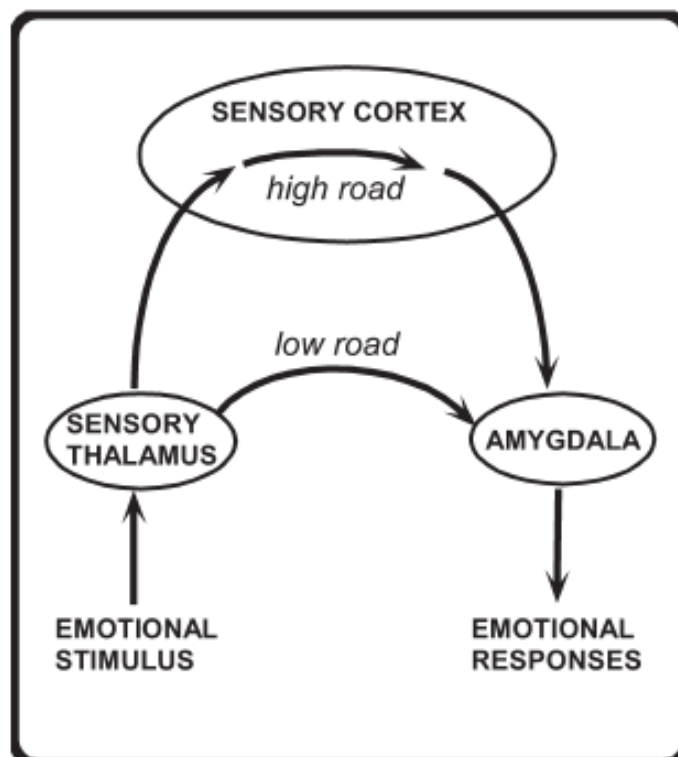 SENSORY CORTEX
high road
low road
SENSORY
THALAMUS
AMYGDALA
EMOTIONAL
STIMULUS
EMOTIONAL
RESPONSES